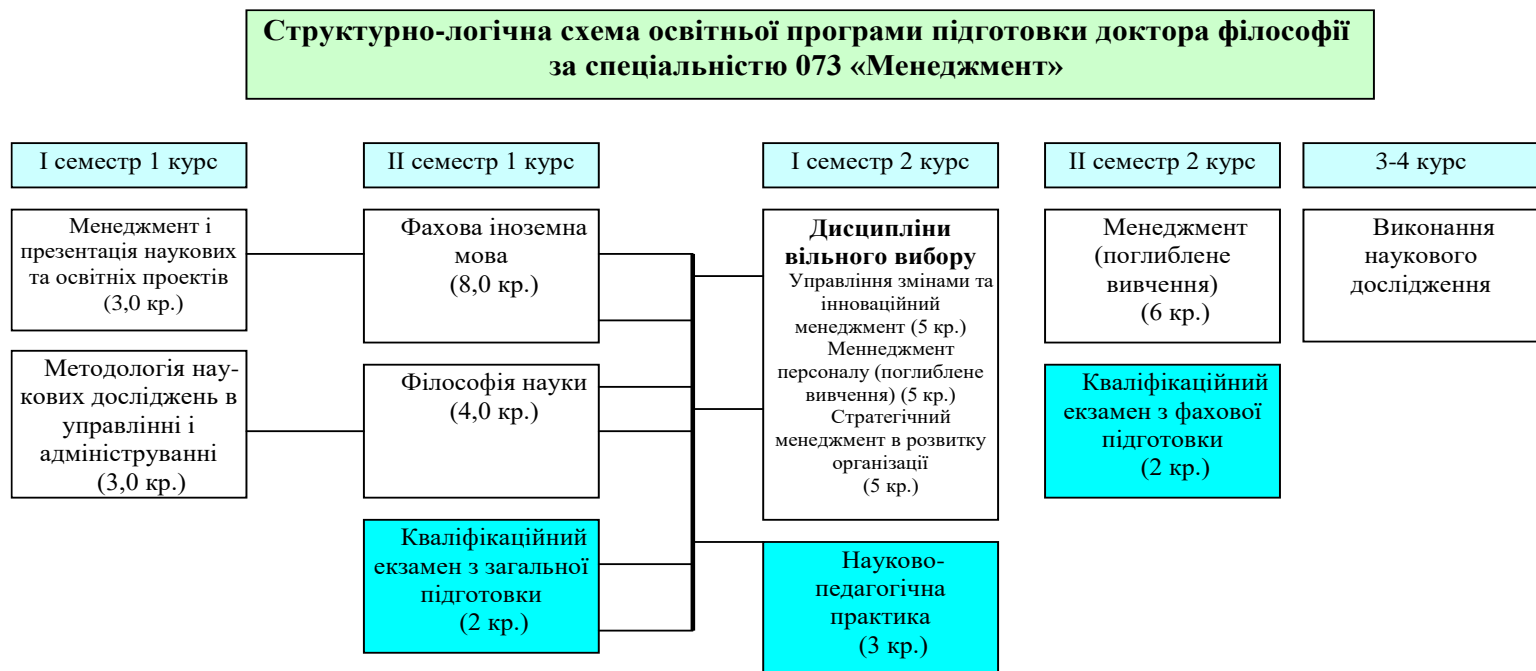 Структурно-логічна схема освітньої програми підготовки доктора філософії
за спеціальністю 073 «Менеджмент»
І семестр 1 курс
ІІ семестр 1 курс
І семестр 2 курс
ІІ семестр 2 курс
3-4 курс
Менеджмент і
презентація наукових
та освітніх проектів
(3,0 кр.)
Методологія нау-
кових досліджень в
управлінні і
адмініструванні
(3,0 кр.)
Фахова іноземна
мова
(8,0 кр.)
Філософія науки
(4,0 кр.)
Кваліфікаційний
екзамен з загальної
підготовки
(2 кр.)
Дисципліни
вільного вибору
Управління змінами та
інноваційний
менеджмент (5 кр.)
Меннеджмент
персоналу (поглиблене
вивчення) (5 кр.)
Стратегічний
менеджмент в розвитку
організації
(5 кр.)
Науково-
педагогічна
практика
(3 кр.)
Менеджмент
(поглиблене
вивчення)
(6 кр.)
Кваліфікаційний
екзамен з фахової
підготовки
(2 кр.)
Виконання
наукового
дослідження